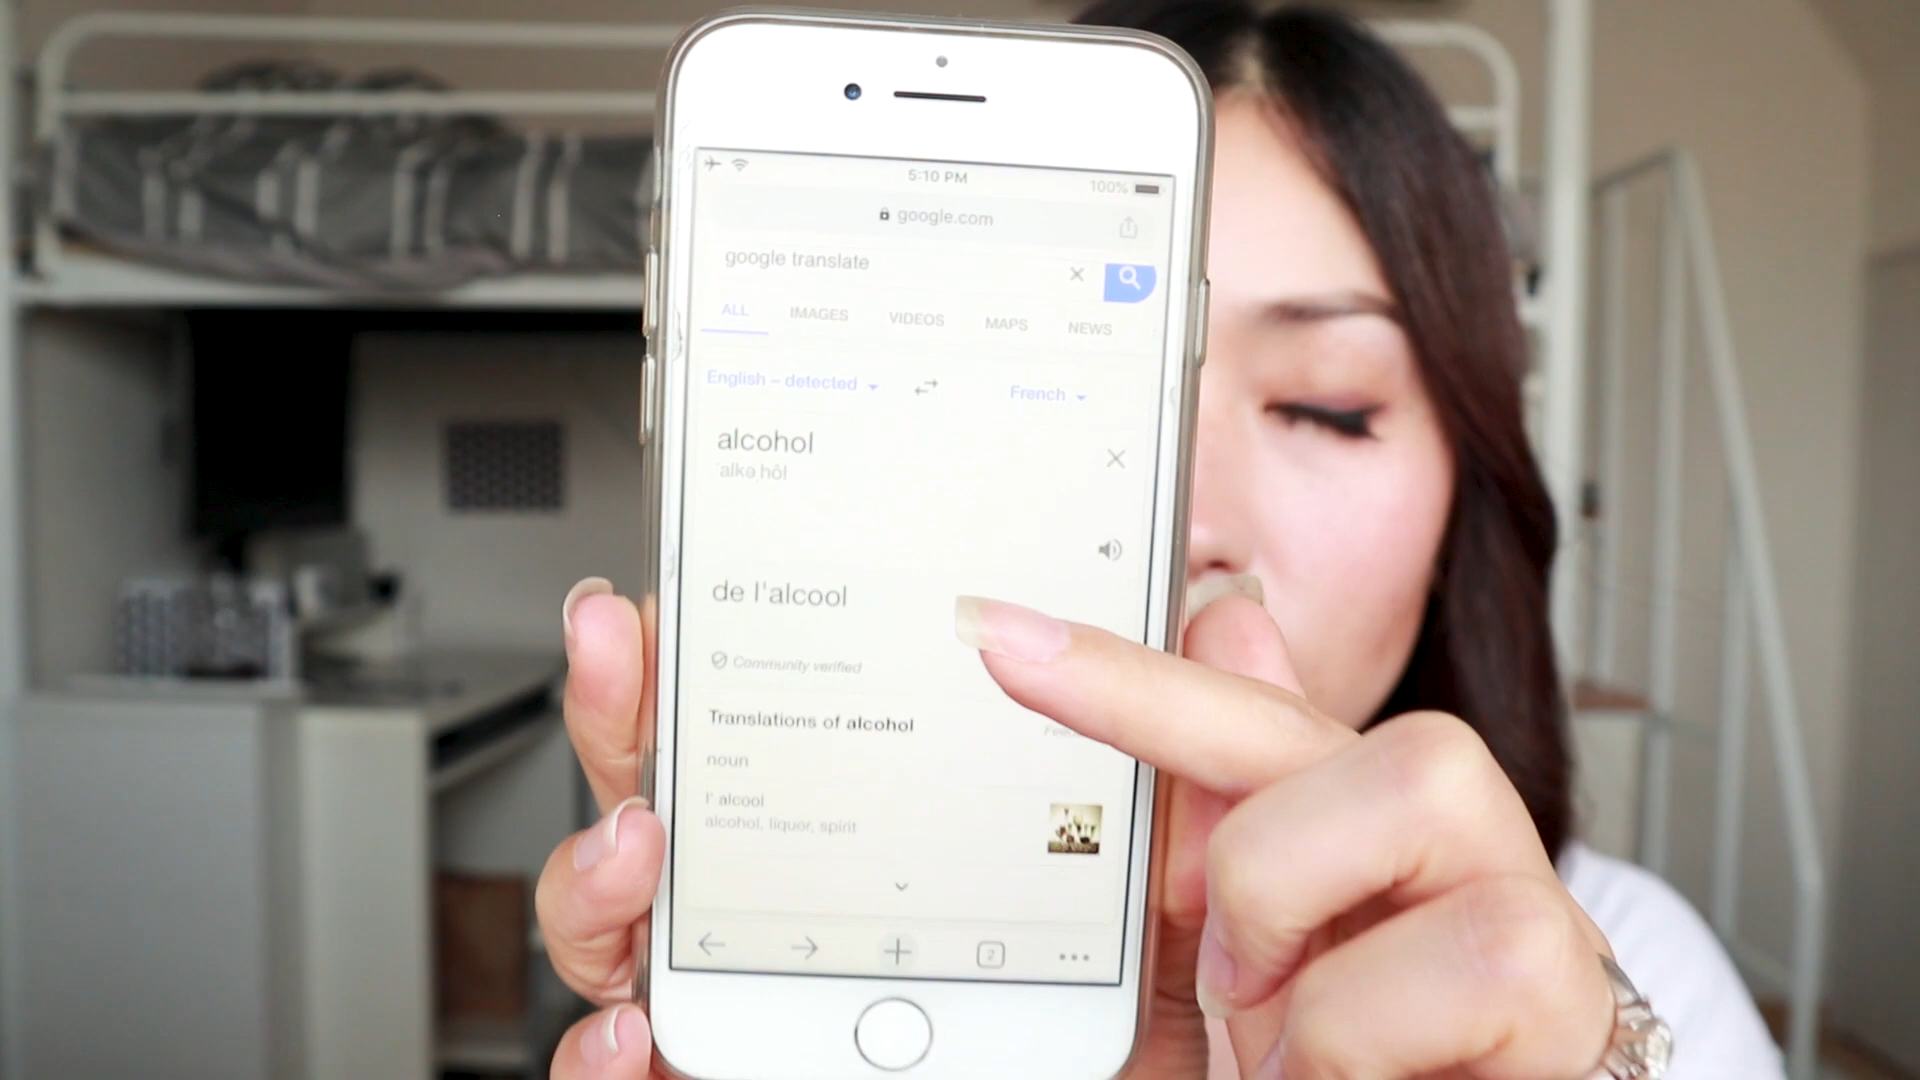 5:10 PM
100%
google.com
google translate
ALL IMAGES VIDEOS MAPS NEWS
English – detected French
alcohol
ˈalkəˌhôl
de l'alcool
Community verified
Translations of alcohol
noun
l' alcool
alcohol, liquor, spirit
2